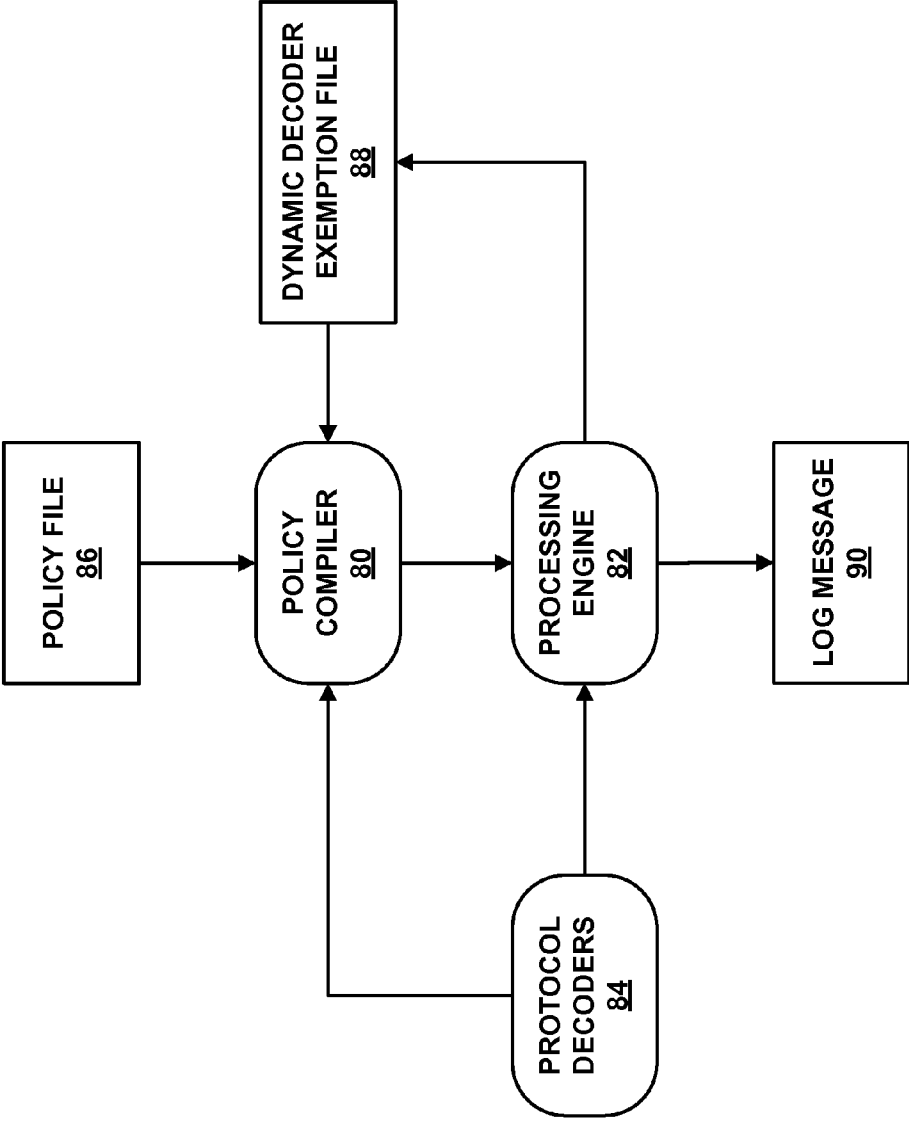 POLICY FILE
86
POLICY
COMPILER
80
DYNAMIC DECODER
EXEMPTION FILE
88
PROTOCOL
DECODERS
84
PROCESSING
ENGINE
82
LOG MESSAGE
90